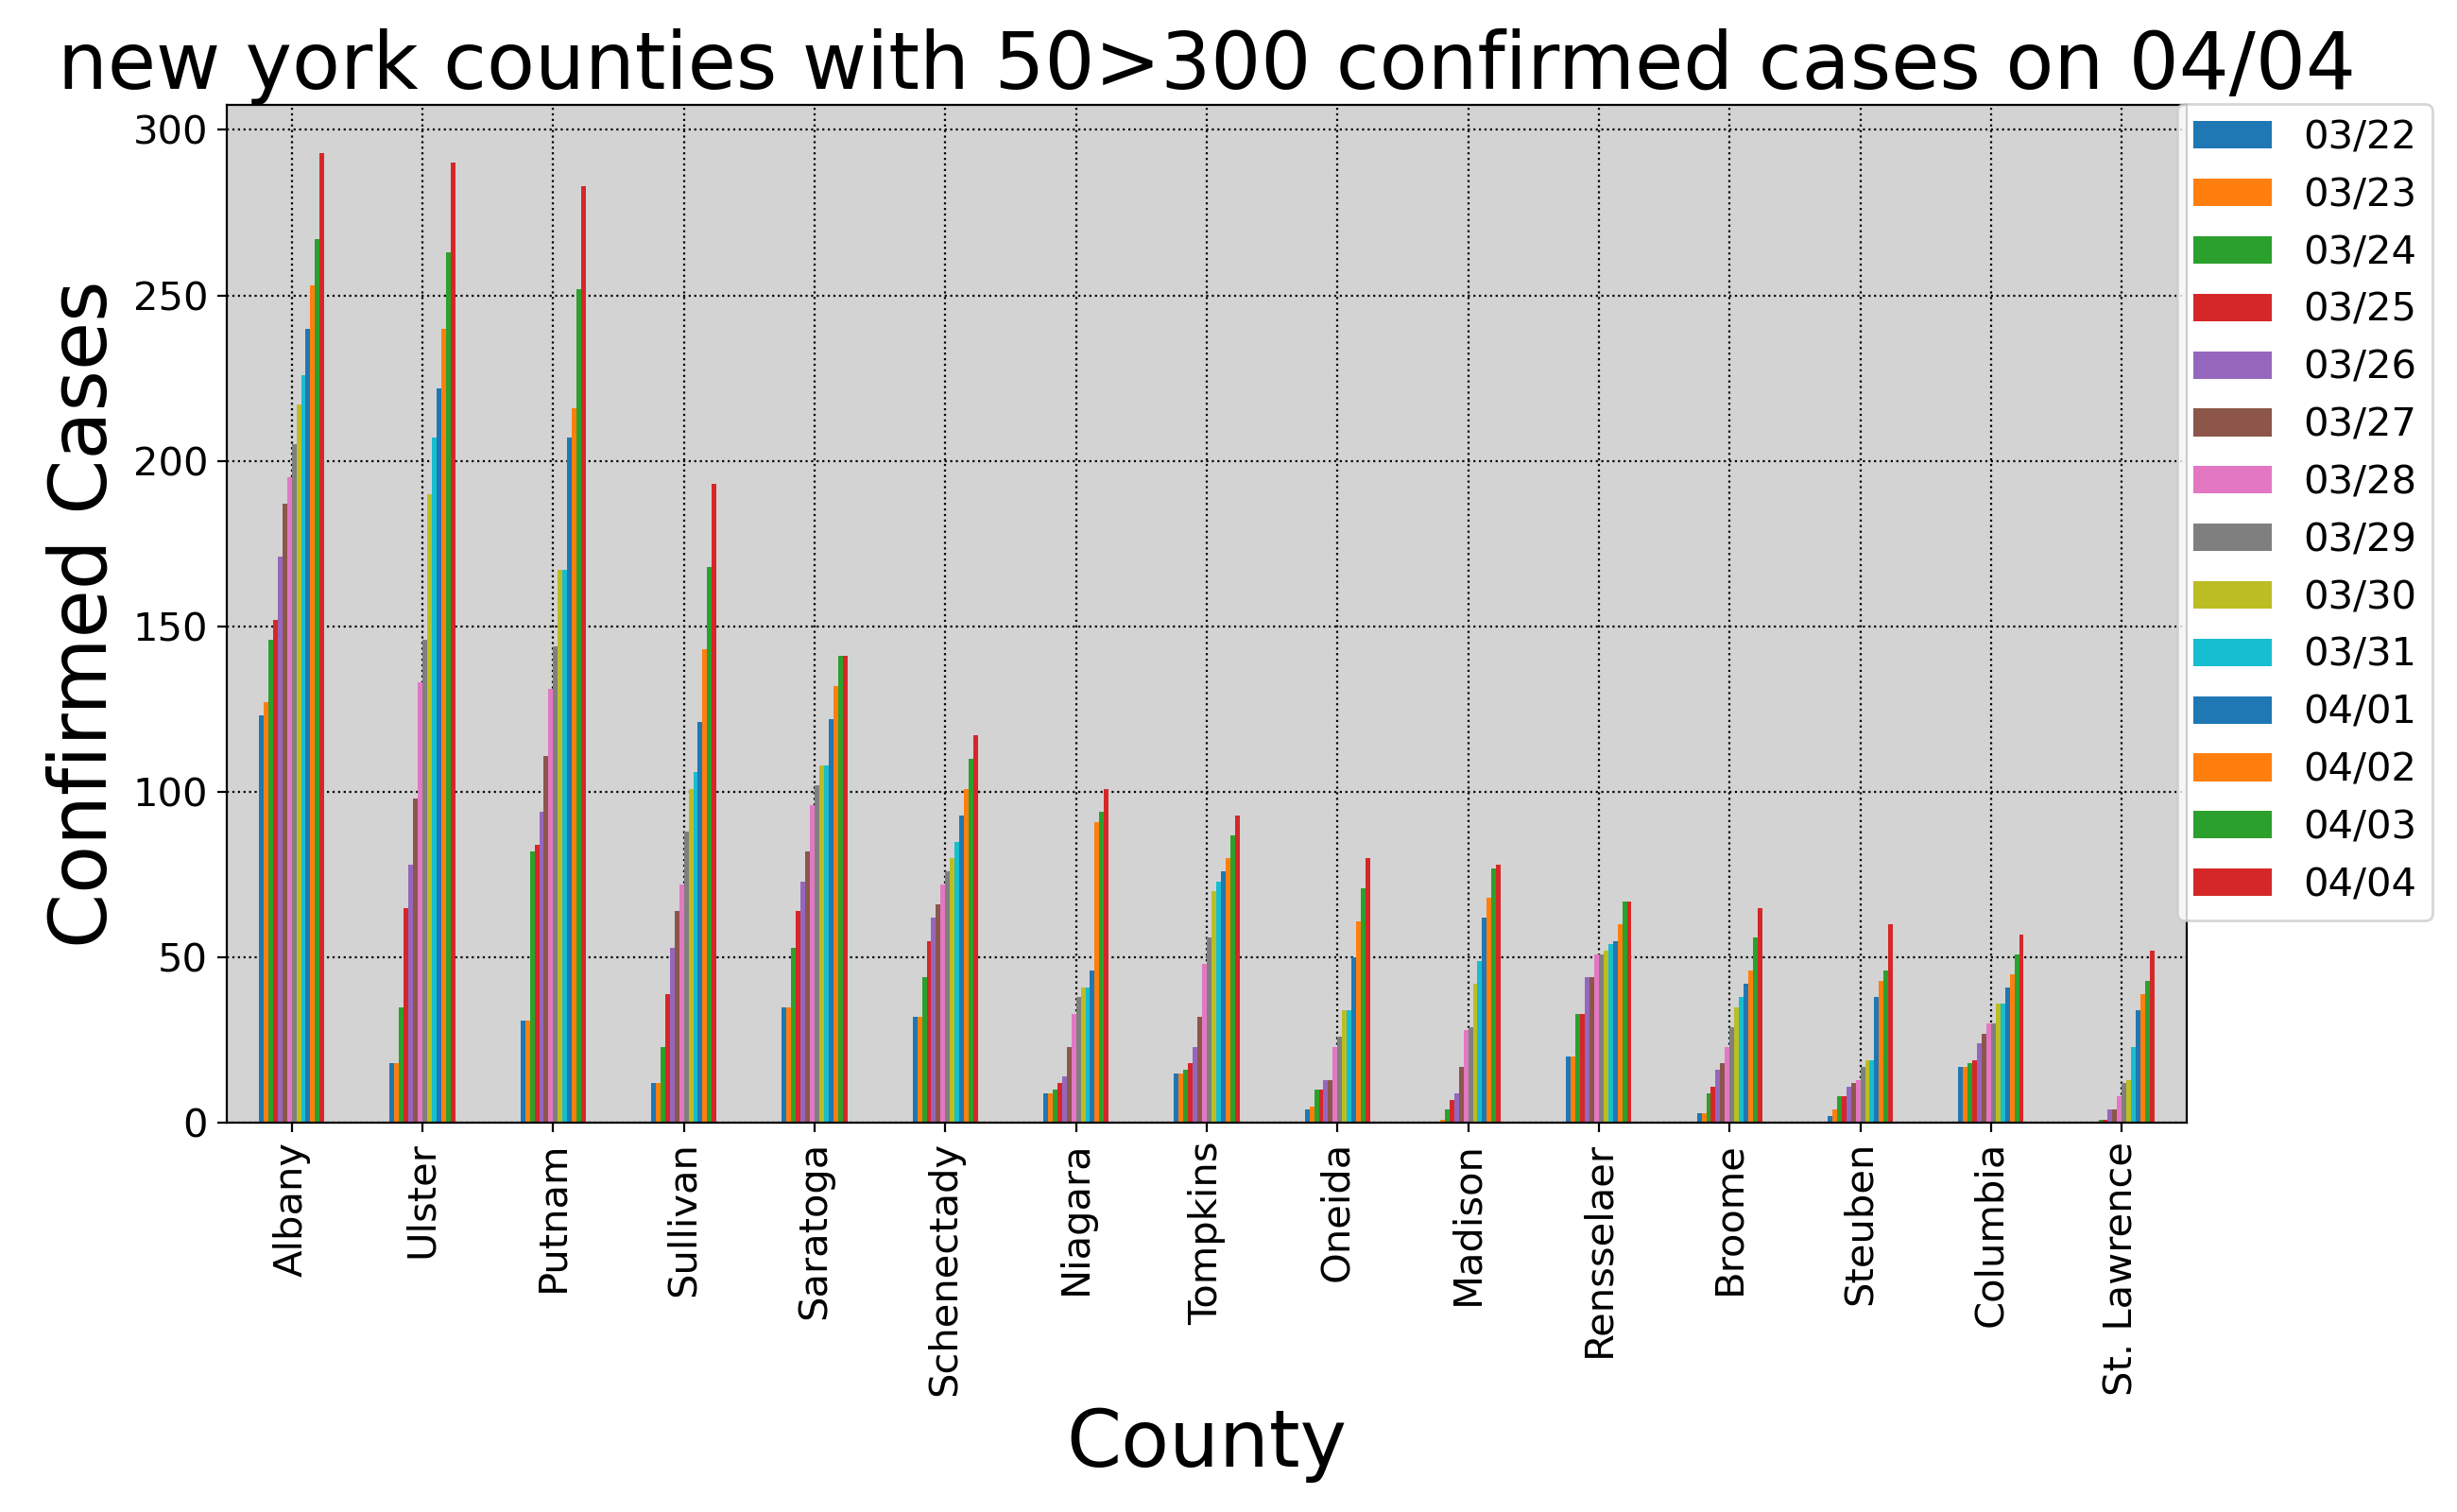 new york counties with 50>300 confirmed cases on 04/04
Confirmed Cases
300
250
200
150
100
50
0
03/22
03/23
03/24
03/25
03/26
03/27
03/28
03/29
03/30
03/31
04/01
04/02
04/03
04/04
Albany
Ulster
Putnam
Sullivan
Saratoga
Schenectady
Niagara
Tompkins
Oneida
Madison
Rensselaer
Broome
Steuben
Columbia
St. Lawrence
County